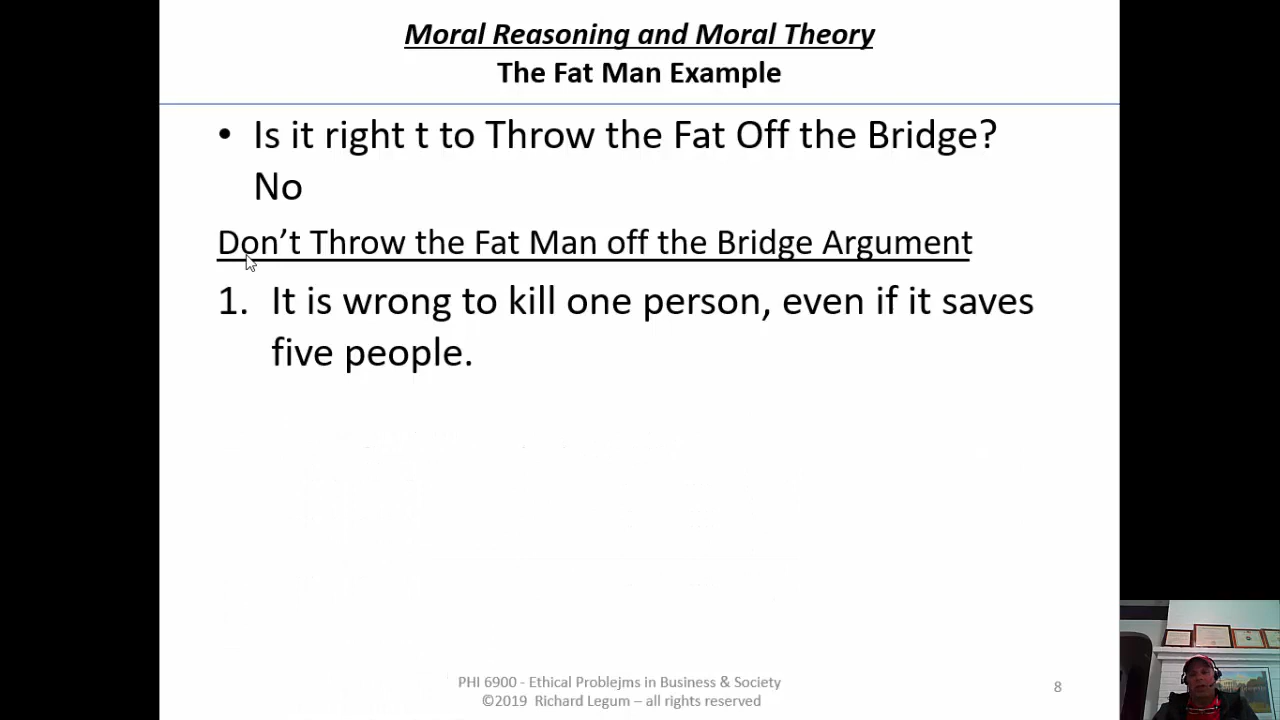 Moral Reasoning and Moral Theory
The Fat Man Example
• Is it right t to Throw the Fat Off the Bridge?
No
Don’t Throw the Fat Man off the Bridge Argument
1. It is wrong to kill one person, even if it saves
five people.
PHI 6900 - Ethical Problejms in Business & Society
©2019 Richard Legum – all rights reserved
8